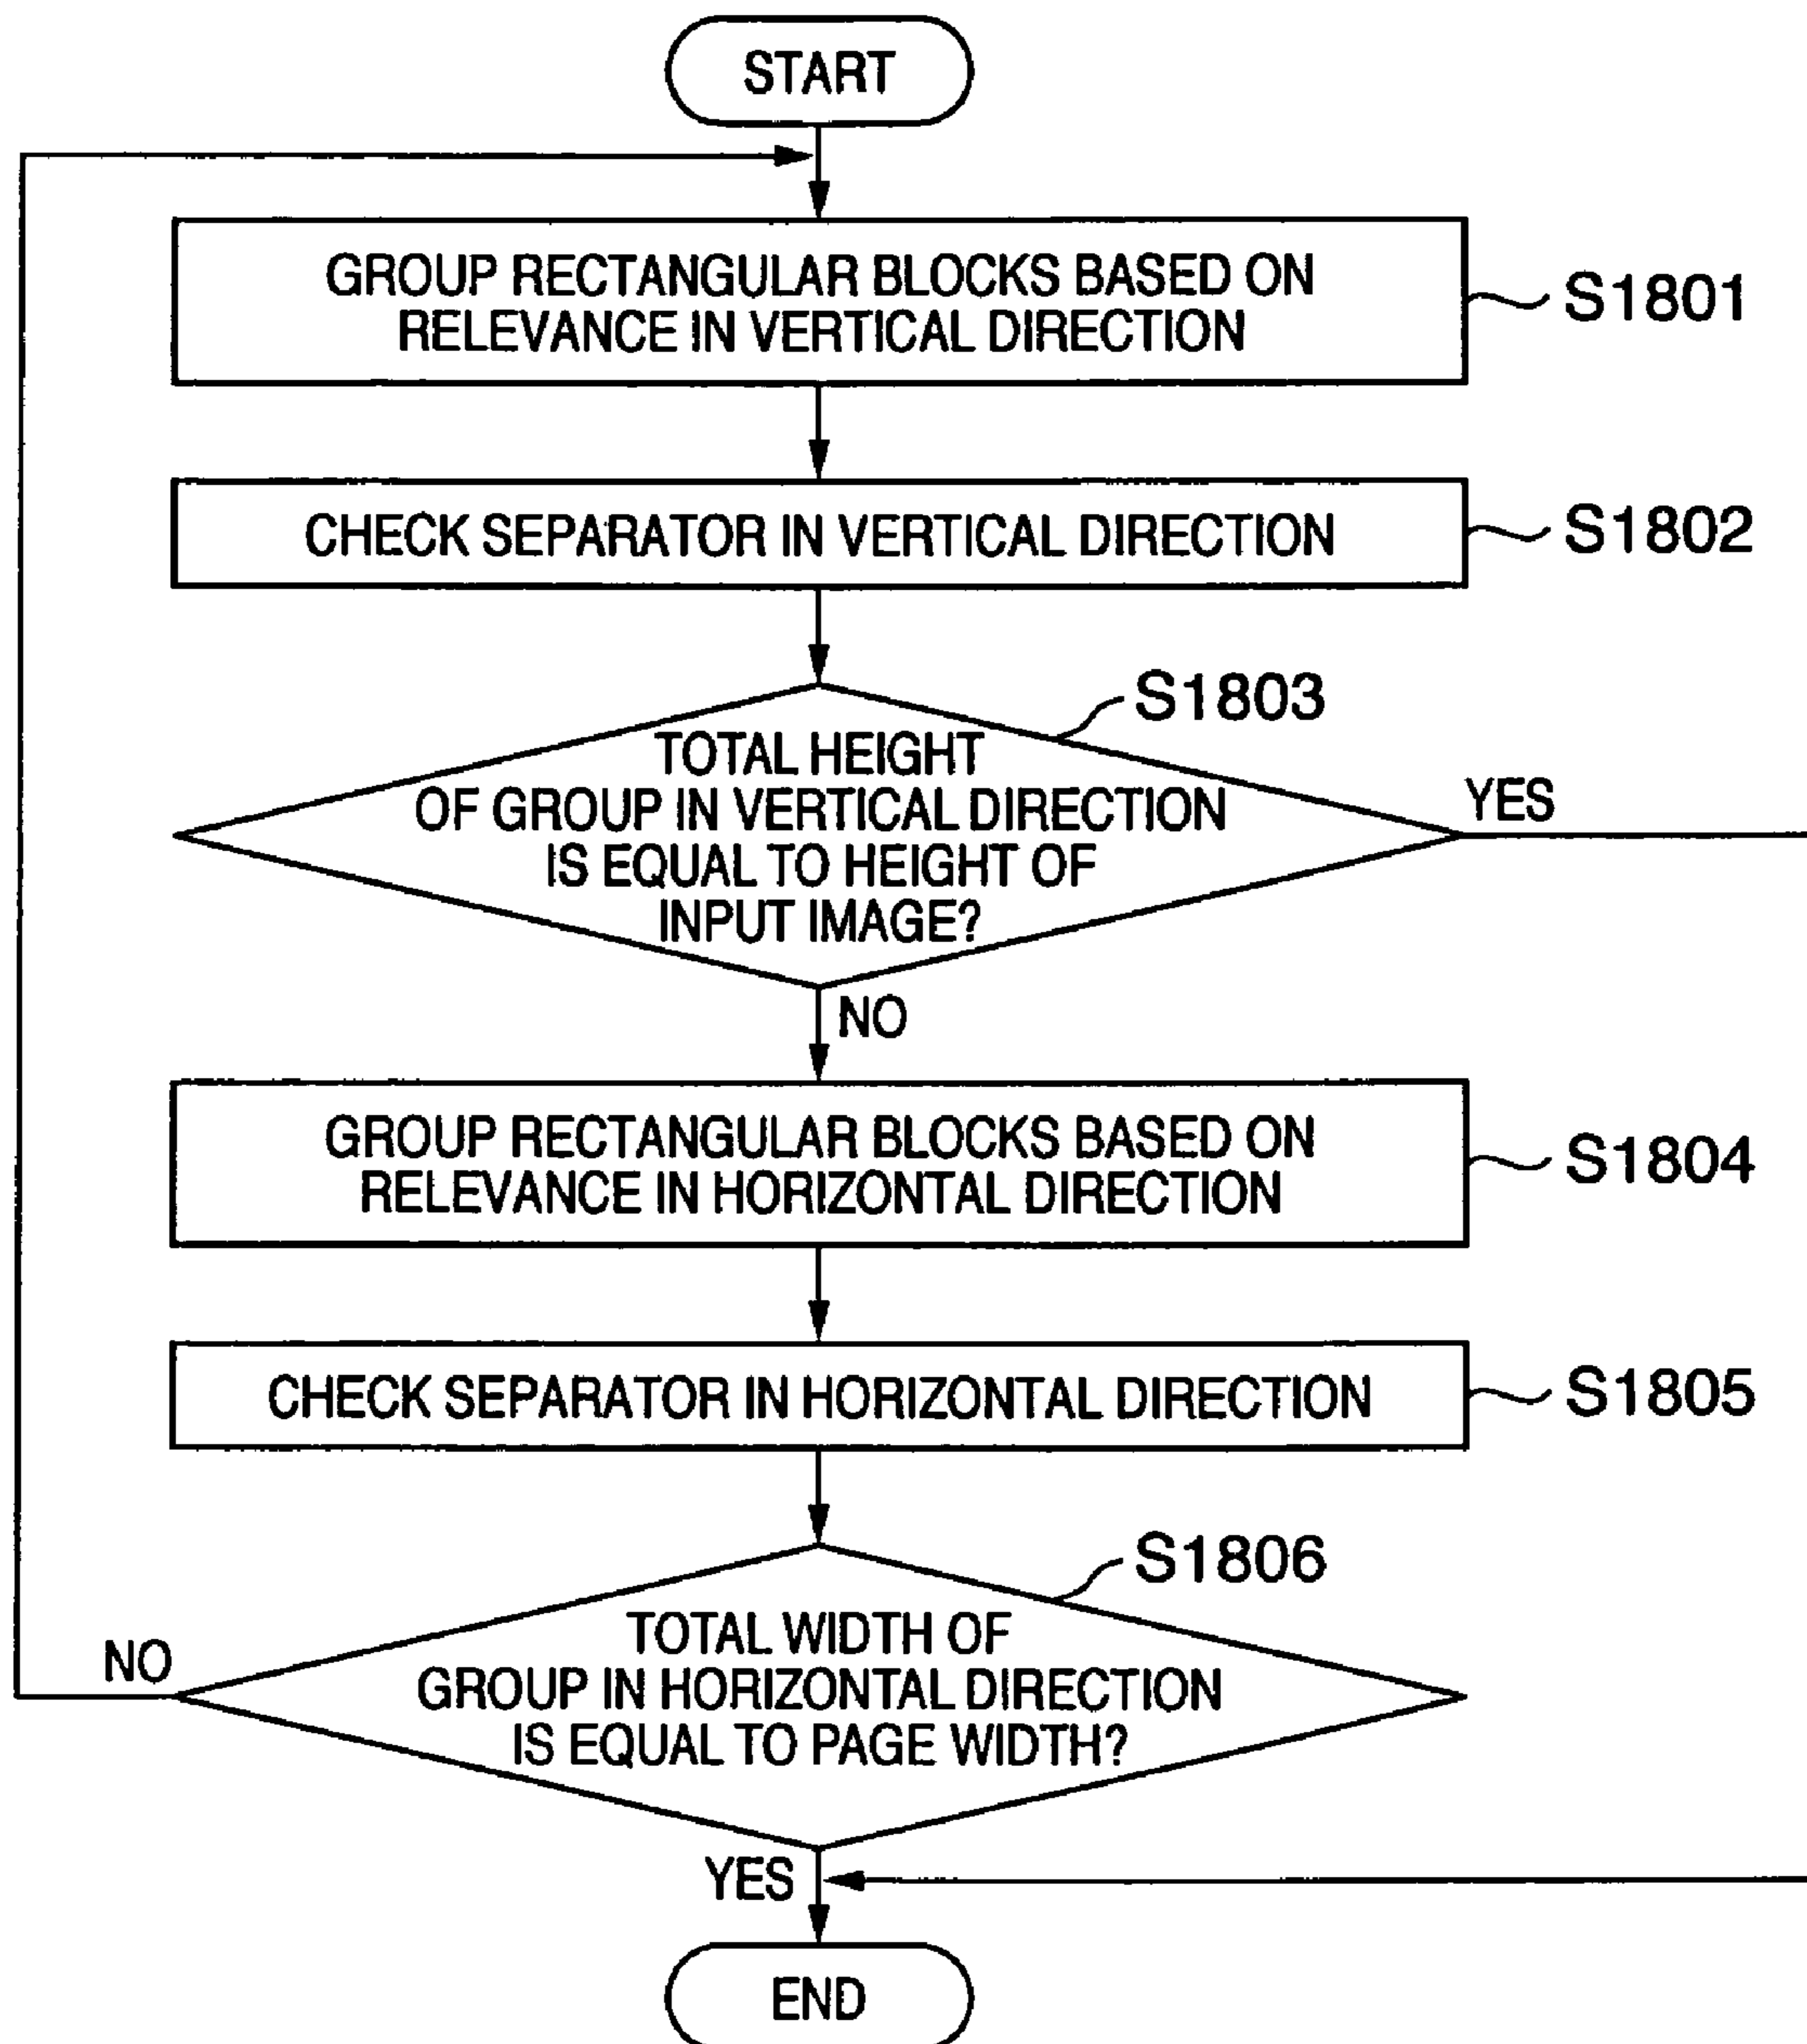 START
GROUP RECTANGULAR BLOCKS BASED ON
RELEVANCE IN VERTICAL DIRECTION
S1801
CHECK SEPARATOR IN VERTICAL DIRECTION
S1802
S1803
TOTAL HEIGHT
OF GROUP IN VERTICAL DIRECTION
IS EQUAL TO HEIGHT OF
INPUT IMAGE?
YES
NO
GROUP RECTANGULAR BLOCKS BASED ON
RELEVANCE IN HORIZONTAL DIRECTION
S1804
CHECK SEPARATOR IN HORIZONTAL DIRECTION
S1805
S1806
TOTAL WIDTH OF
GROUP IN HORIZONTAL DIRECTION
IS EQUAL TO PAGE WIDTH?
NO
YES
END